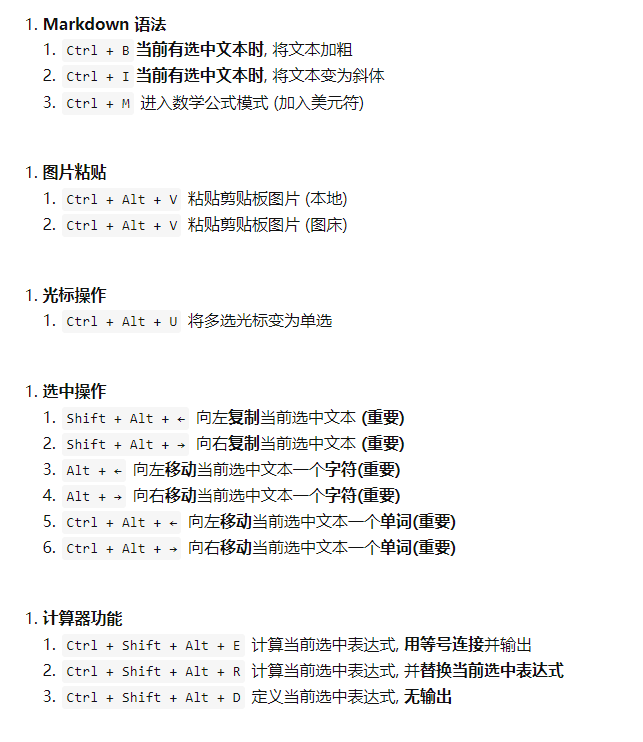 1. Markdown 语法
1. Ctrl + B 当前有选中文本时, 将文本加粗
2. Ctrl + I 当前有选中文本时, 将文本变为斜体
3. Ctrl + M 进入数学公式模式 (加入美元符)
1. 图片粘贴
1. Ctrl + Alt + V 粘贴剪贴板图片 (本地)
2. Ctrl + Alt + V 粘贴剪贴板图片 (图床)
1. 光标操作
1. Ctrl + Alt + U 将多选光标变为单选
1. 选中操作
1. Shift + Alt + ← 向左复制当前选中文本 (重要)
2. Shift + Alt + → 向右复制当前选中文本 (重要)
3. Alt + ← 向左移动当前选中文本一个字符(重要)
4. Alt + → 向右移动当前选中文本一个字符(重要)
5. Ctrl + Alt + ← 向左移动当前选中文本一个单词(重要)
6. Ctrl + Alt + → 向右移动当前选中文本一个单词(重要)
1. 计算器功能
1. Ctrl + Shift + Alt + E 计算当前选中表达式, 用等号连接并输出
2. Ctrl + Shift + Alt + R 计算当前选中表达式, 并替换当前选中表达式
3. Ctrl + Shift + Alt + D 定义当前选中表达式, 无输出